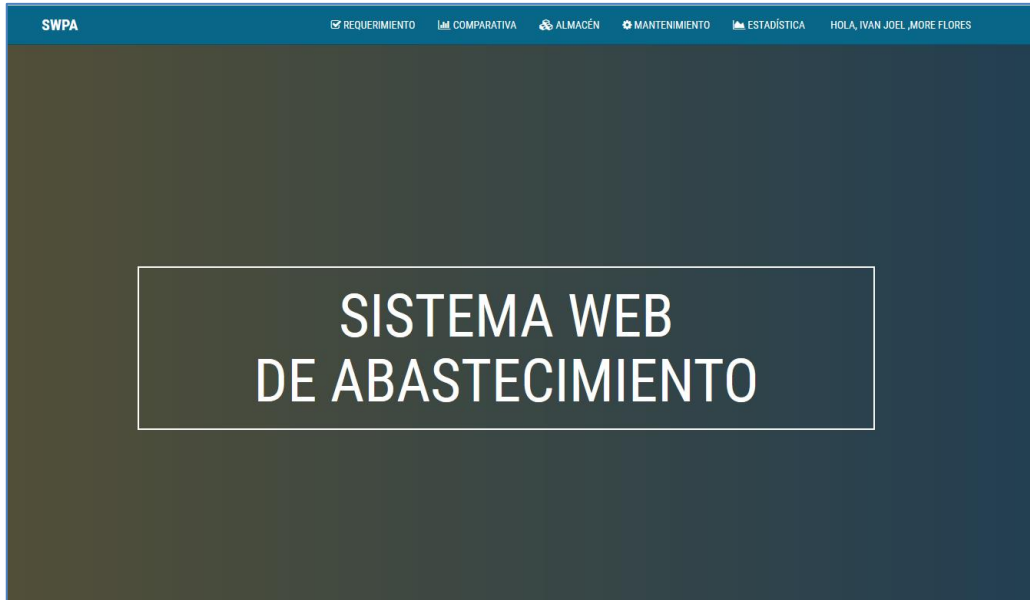 SWPA REQUERIMIENTO COMPARATIVA ALMACÉN MANTENIMIENTO ESTADÍSTICA HOLA, IVAN JOEL ,MORE FLORES
SISTEMA WEB
DE ABASTECIMIENTO